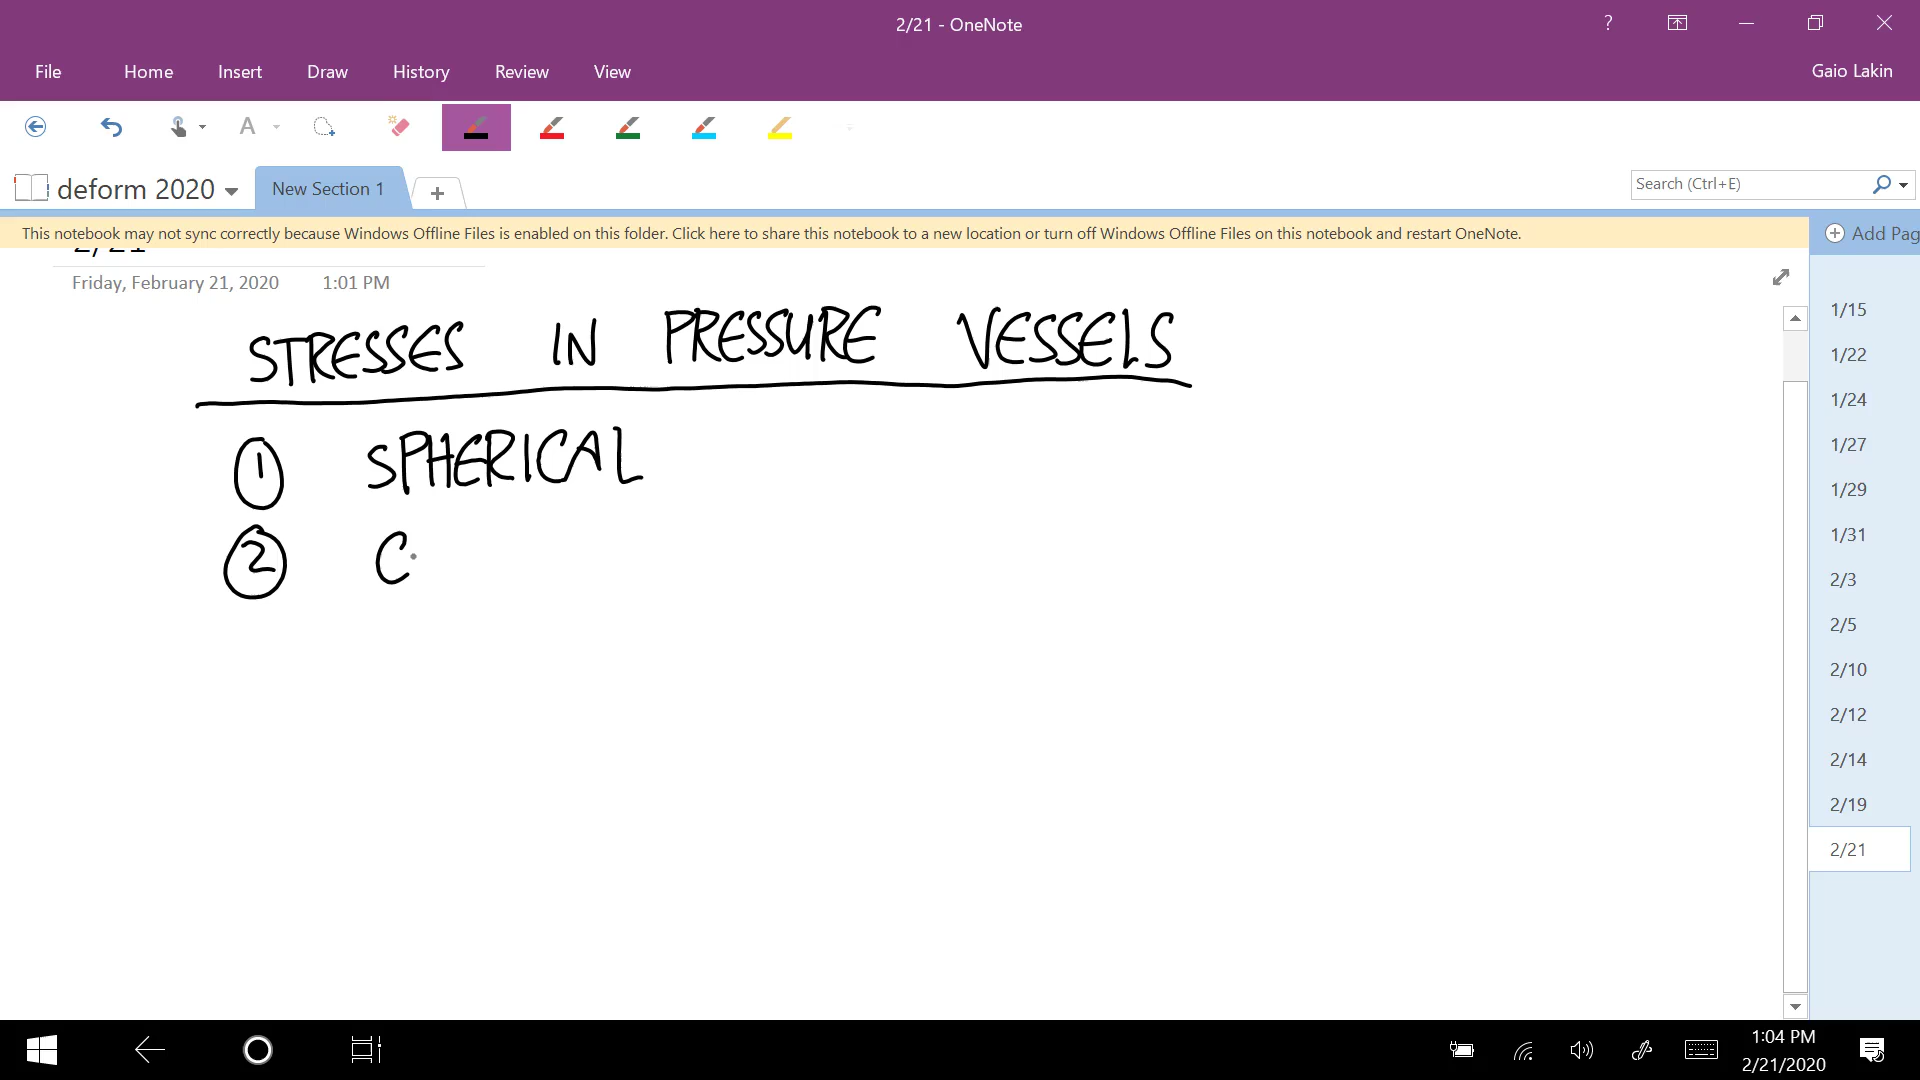 2/21 - OneNote
File Home Insert Draw History Review View Gaio Lakin
deform 2020 New Section 1 Search (Ctrl+E)
This notebook may not sync correctly because Windows Offline Files is enabled on this folder. Click here to share this notebook to a new location or turn off Windows Offline Files on this notebook and restart OneNote.
Add Pag
2/21
Friday, February 21, 2020 1:01 PM
STRESSES IN PRESSURE VESSELS
1 SPHERICAL
2 C
1/15
1/22
1/24
1/27
1/29
1/31
2/3
2/5
2/10
2/12
2/14
2/19
2/21
1:04 PM
2/21/2020